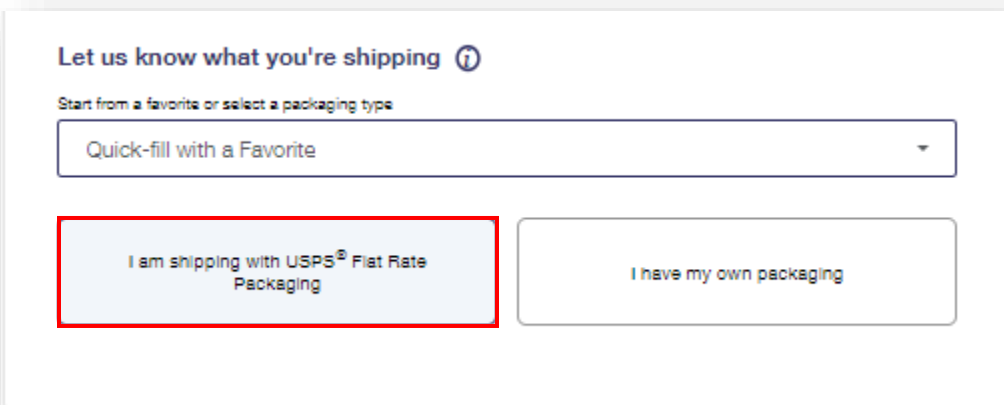 Let us know what you're shipping
Start from a favorite or select a packaging type
Quick-fill with a Favorite
I am shipping with USPS® Flat Rate
Packaging
I have my own packaging